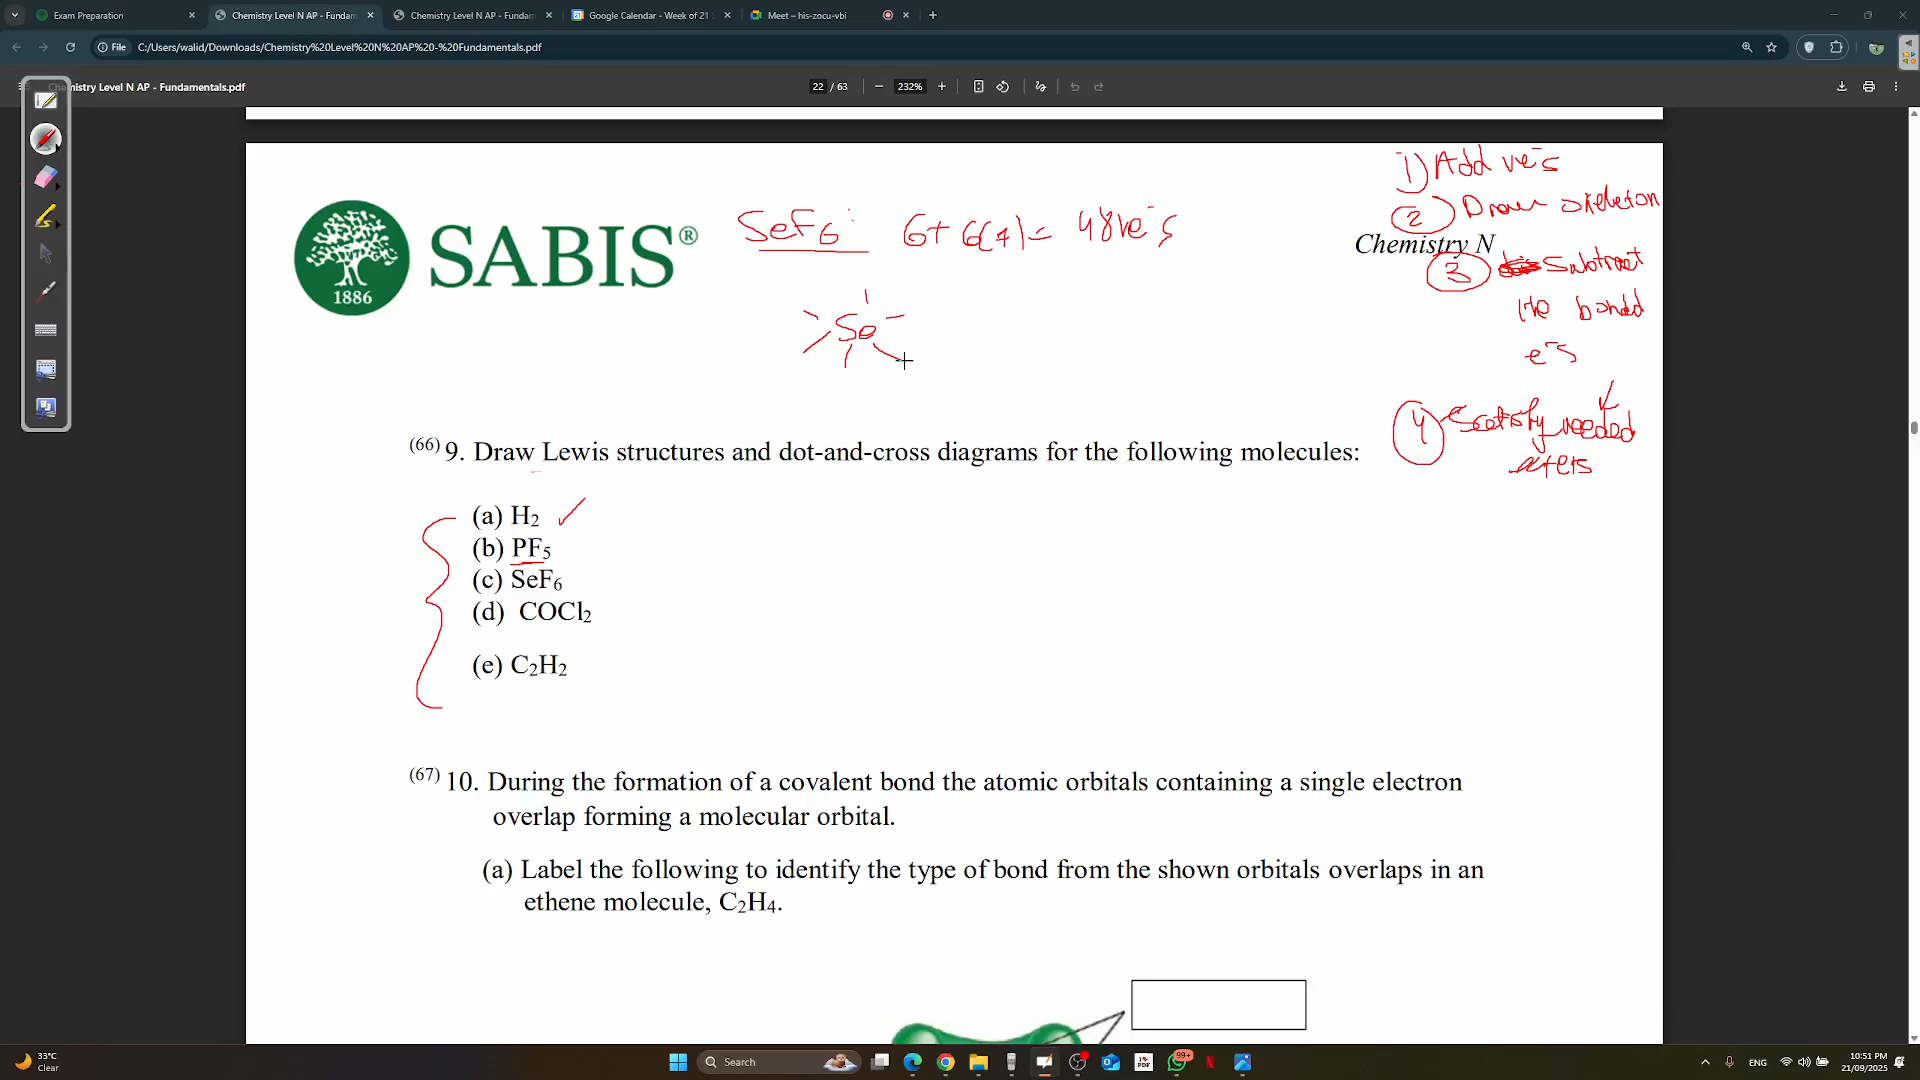 Exam Preparation
Chemistry Level N AP - Fundam
Chemistry Level N AP - Fundam
Google Calendar - Week of 21
Meet – his-zocu-vbi
File
C:/Users/walid/Downloads/Chemistry%20Level%20N%20AP%20-%20Fundamentals.pdf
mistry Level N AP - Fundamentals.pdf
22 / 63
232%
SABIS®
1886
SeF6: 6+6(7)= 48ve-s
Se
Chemistry N
1) Add ve-s
2 Draw skeleton
3 Subtract
the bonded
e-s
4 Satisfy needed
(66) 9. Draw Lewis structures and dot-and-cross diagrams for the following molecules:
(a) H2
(b) PF5
(c) SeF6
(d) COCl2
(e) C2H2
(67) 10. During the formation of a covalent bond the atomic orbitals containing a single electron
overlap forming a molecular orbital.
(a) Label the following to identify the type of bond from the shown orbitals overlaps in an
ethene molecule, C2H4.
33°C
Clear
Search
99+
ENG
10:51 PM
21/09/2025